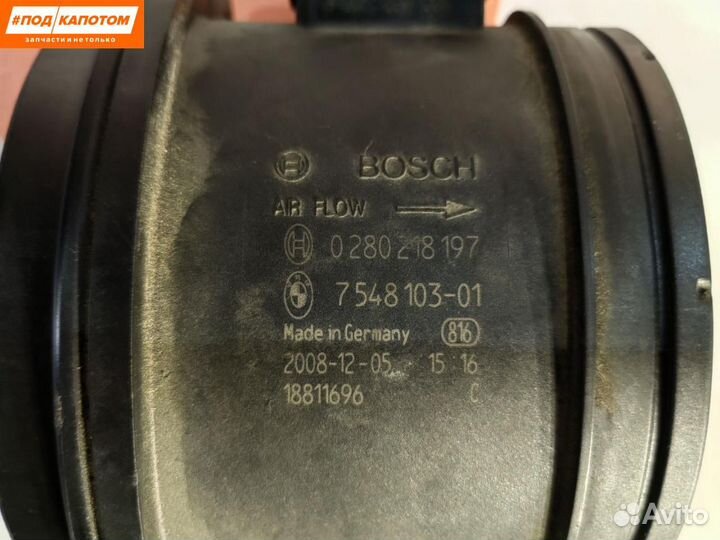 #ПОД КАПОТОМ
запчасти и не только
BOSCH
AIR FLOW
0 280 218 197
7 548 103-01
Made in Germany 816
2008-12-05 15 16
18811696 C
Avito